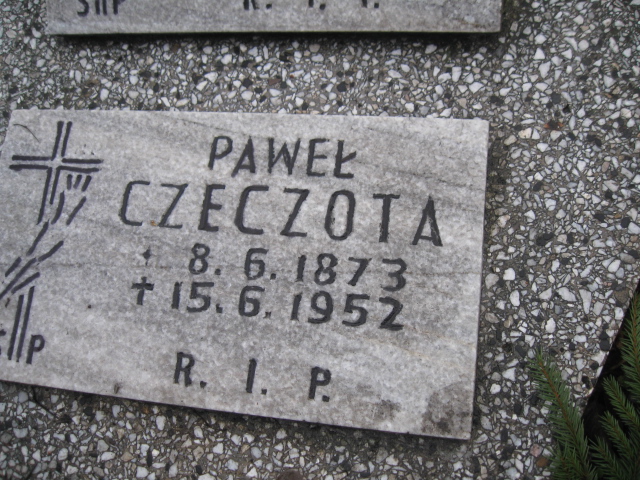 R. I. P.
PAWEŁ
CZECZOTA
* 8. 6. 1873
+ 15. 6. 1952
R. I. P.